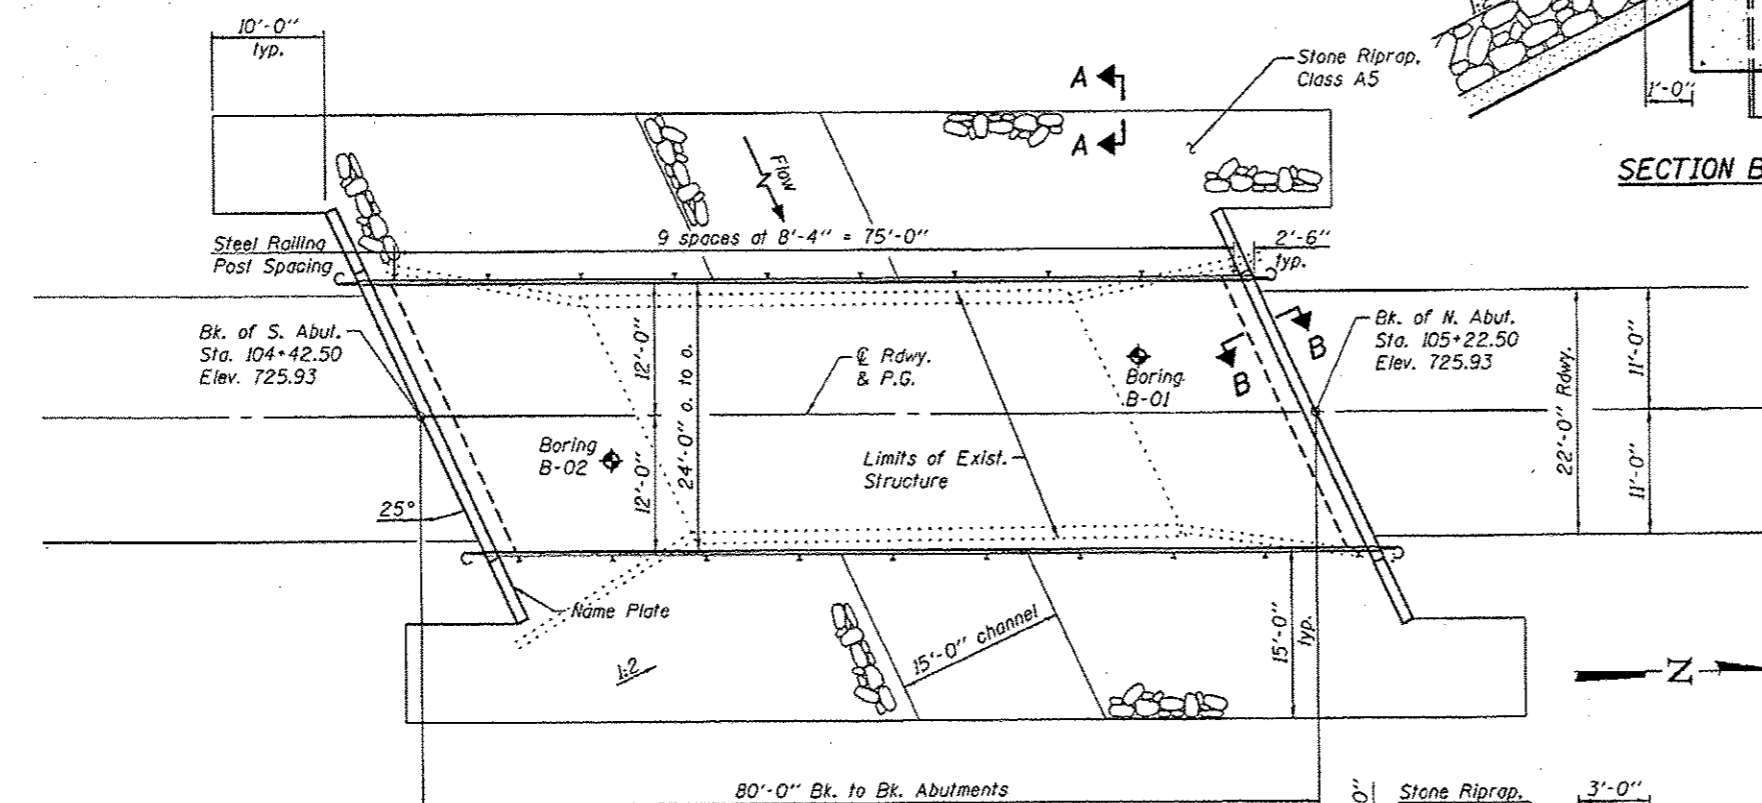 10'-0"
typ.
A
A
Stone Riprap,
Class A5
1'-0"
SECTION B
Flow
9 spaces at 8'-4" = 75'-0"
Steel Railing
Post Spacing
2'-6"
typ.
Bk. of S. Abut.
Sta. 104+42.50
Elev. 725.93
12'-0"
24'-0" o. to o.
℄ Rdwy.
& P.G.
Boring
B-01
B
B
Bk. of N. Abut.
Sta. 105+22.50
Elev. 725.93
22'-0" Rdwy.
11'-0"
11'-0"
Boring
B-02
12'-0"
Limits of Exist.
Structure
25°
Name Plate
1:2
15'-0" channel
15'-0"
typ.
Z
80'-0" Bk. to Bk. Abutments
Stone Riprap,
3'-0"